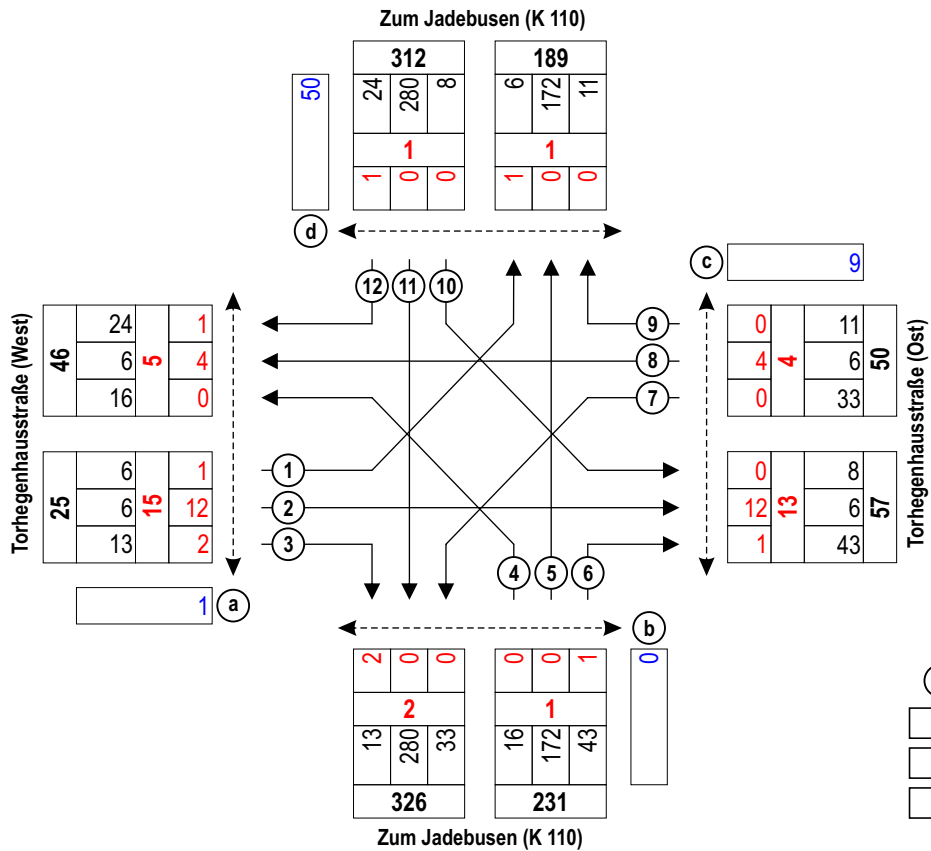 Zum Jadebusen (K 110)
312 189
24 280 8 6 172 11
1 1
1 0 0 1 0 0
50
d
c
9
12 11 10
9
8
7
Torhegenhausstraße (West)
46
24 5 1
6 4
16 0
25
6 15 1
6 12
13 2
1 a
1
2
3
4 5 6
0 4 11 50
4 6
0 33
0 13 8 57
12 6
1 43
Torhegenhausstraße (Ost)
b
0
2 0 0 0 0 1
2 1
13 280 33 16 172 43
326 231
Zum Jadebusen (K 110)